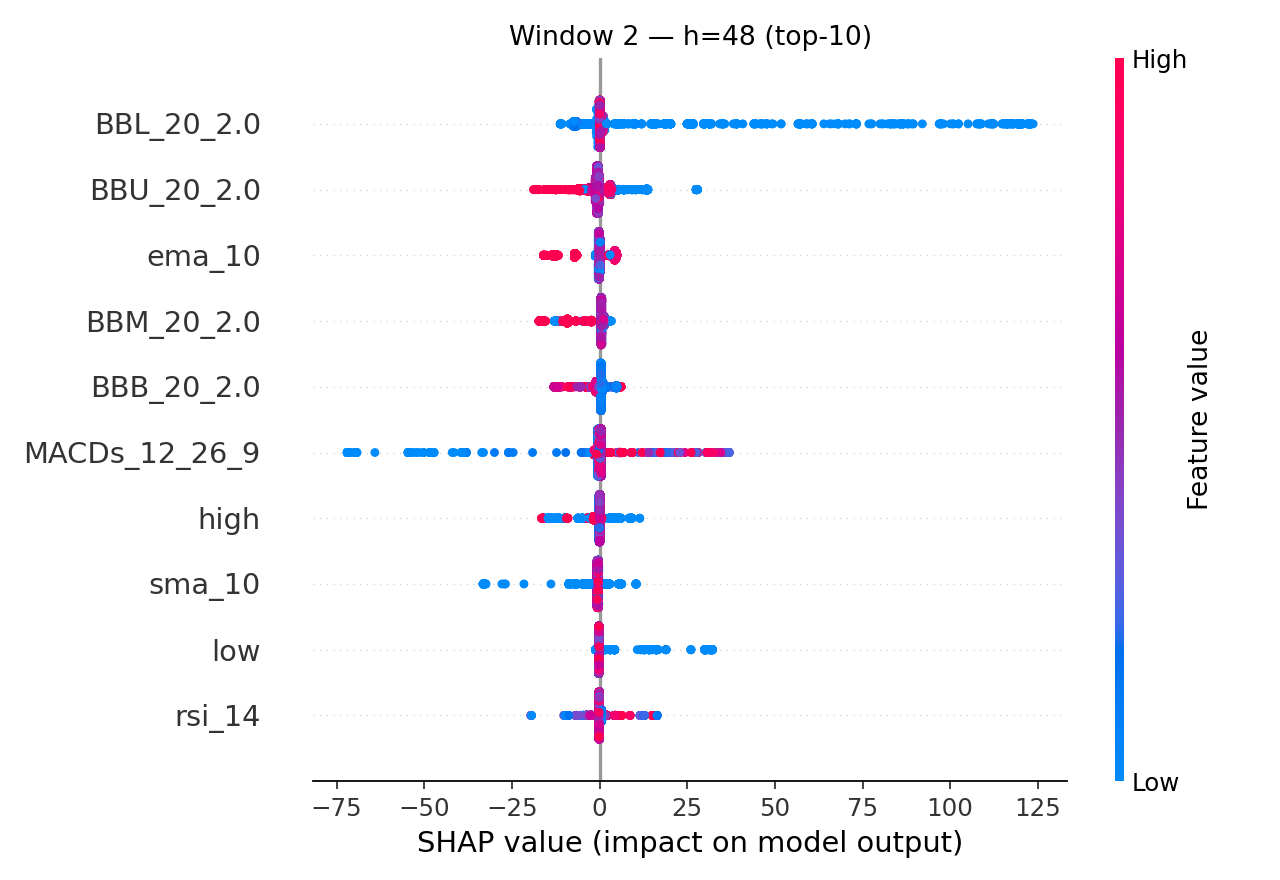 Window 2 — h=48 (top-10)
High
BBL_20_2.0
BBU_20_2.0
ema_10
BBM_20_2.0
BBB_20_2.0
MACDs_12_26_9
high
sma_10
low
rsi_14
Feature value
Low
−75 −50 −25 0 25 50 75 100 125
SHAP value (impact on model output)